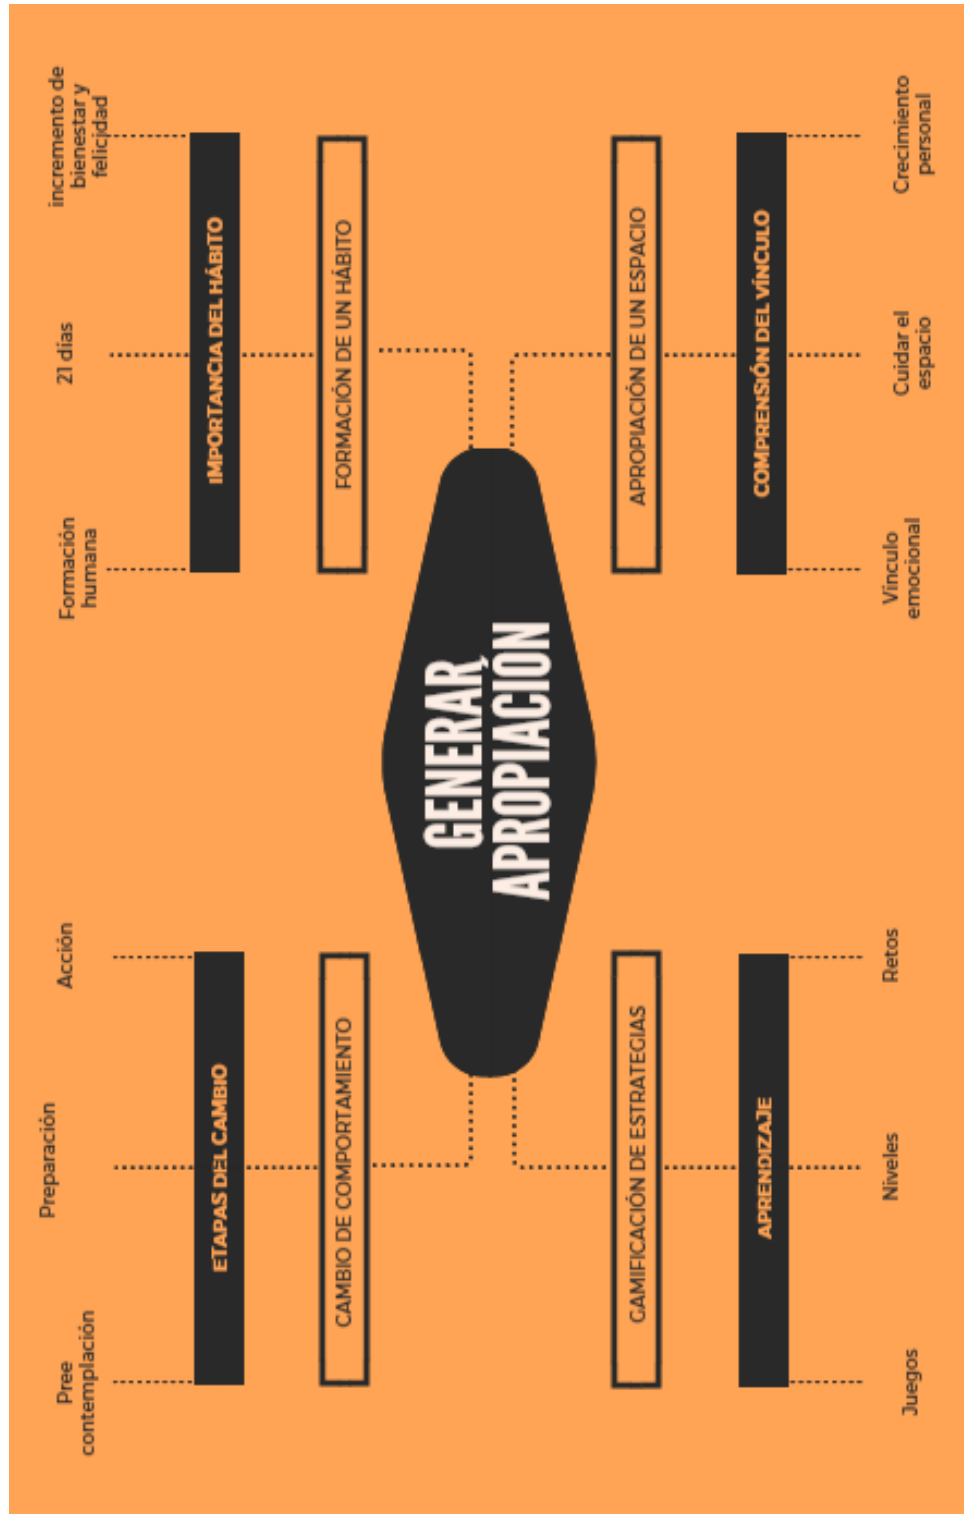 Pree
contemplación
Preparación
Acción
ETAPAS DEL CAMBIO
CAMBIO DE COMPORTAMIENTO
Formación
humana
21 días
incremento de
bienestar y
felicidad
IMPORTANCIA DEL HÁBITO
FORMACIÓN DE UN HÁBITO
GENERAR
APROPIACIÓN
GAMIFICACIÓN DE ESTRATEGIAS
APRENDIZAJE
Juegos
Niveles
Retos
APROPIACIÓN DE UN ESPACIO
COMPRENSIÓN DEL VÍNCULO
Vinculo
emocional
Cuidar el
espacio
Crecimiento
personal